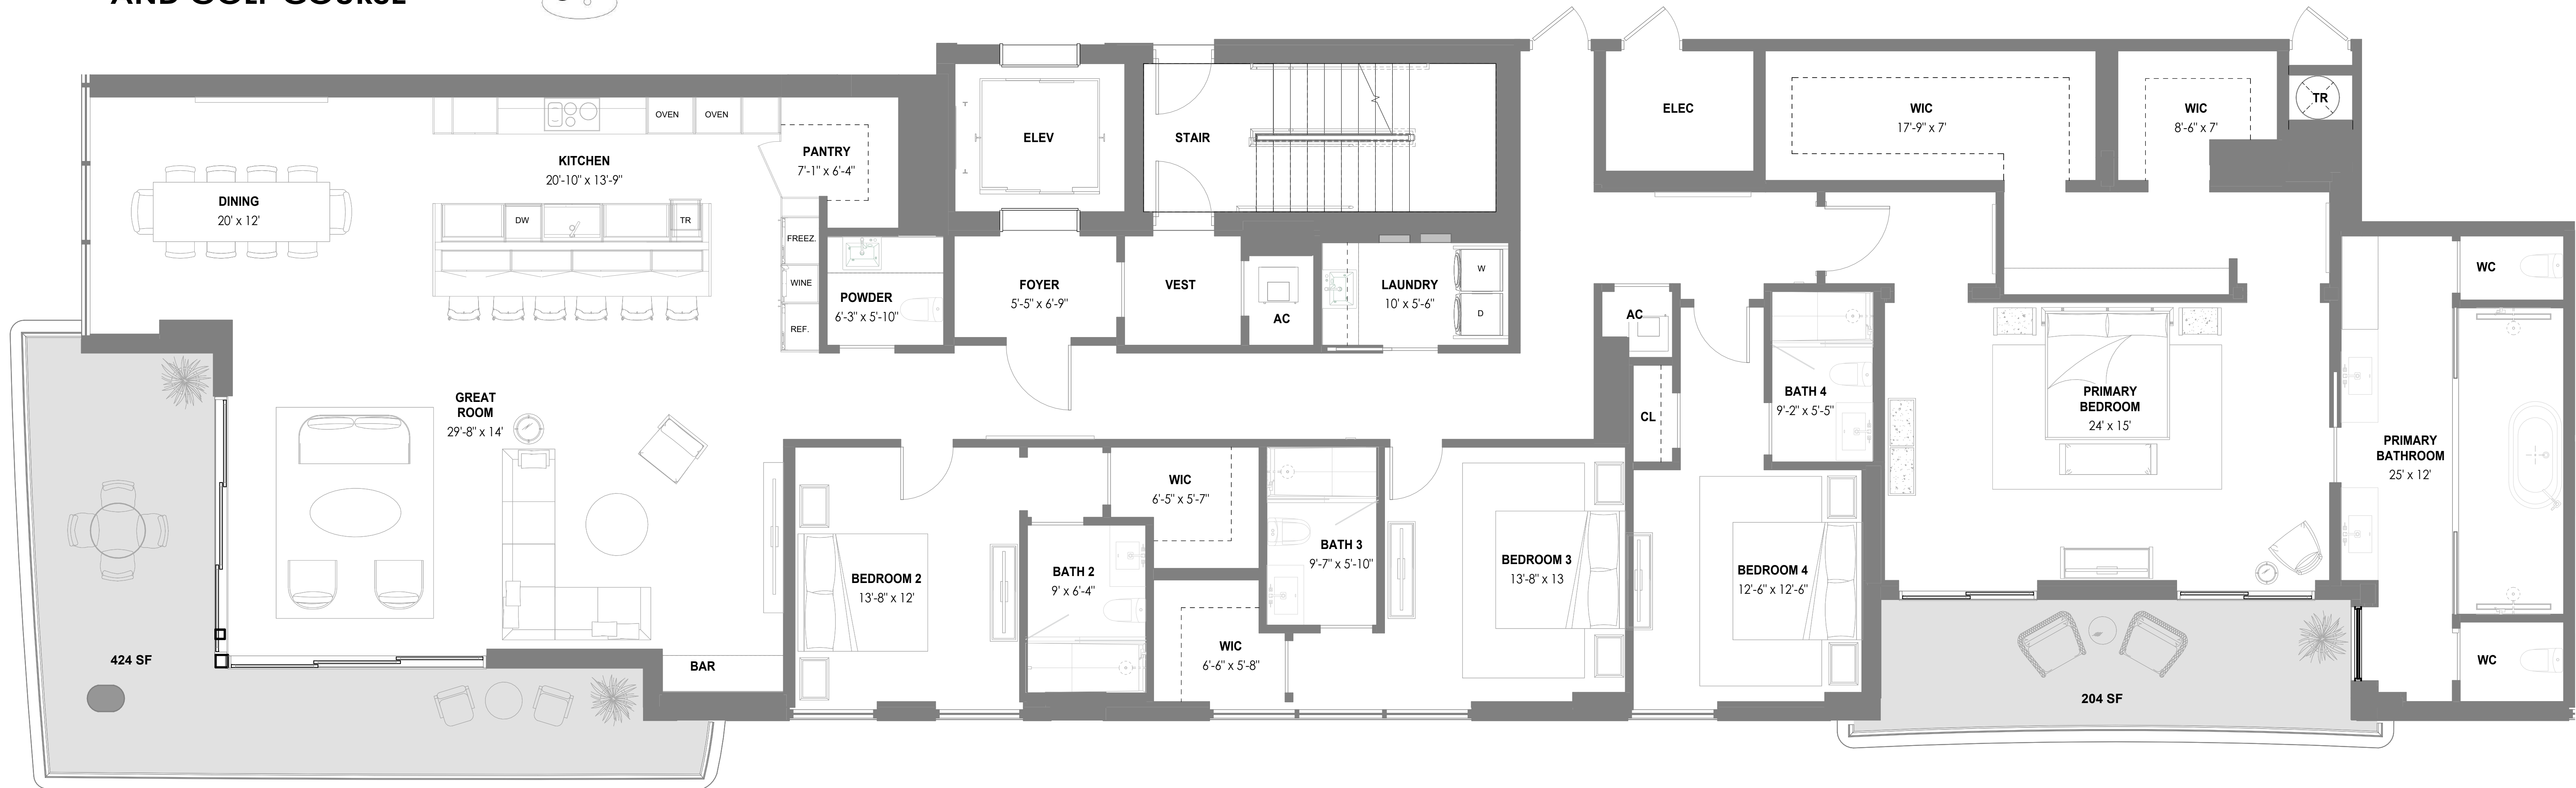 AND GOLF COURSE
DINING
20' x 12'
KITCHEN
20'-10" x 13'-9"
OVEN
OVEN
PANTRY
7'-1" x 6'-4"
DW
TR
FREEZ.
WINE
REF.
POWDER
6'-3" x 5'-10"
ELEV
FOYER
5'-5" x 6'-9"
STAIR
VEST
AC
LAUNDRY
10' x 5'-6"
W
D
ELEC
WIC
17'-9" x 7'
WIC
8'-6" x 7'
TR
GREAT
ROOM
29'-8" x 14'
424 SF
BAR
BEDROOM 2
13'-8" x 12'
BATH 2
9' x 6'-4"
WIC
6'-5" x 5'-7"
WIC
6'-6" x 5'-8"
BATH 3
9'-7" x 5'-10"
BEDROOM 3
13'-8" x 13
AC
CL
BATH 4
9'-2" x 5'-5"
BEDROOM 4
12'-6" x 12'-6"
PRIMARY
BEDROOM
24' x 15'
204 SF
PRIMARY
BATHROOM
25' x 12'
WC
WC